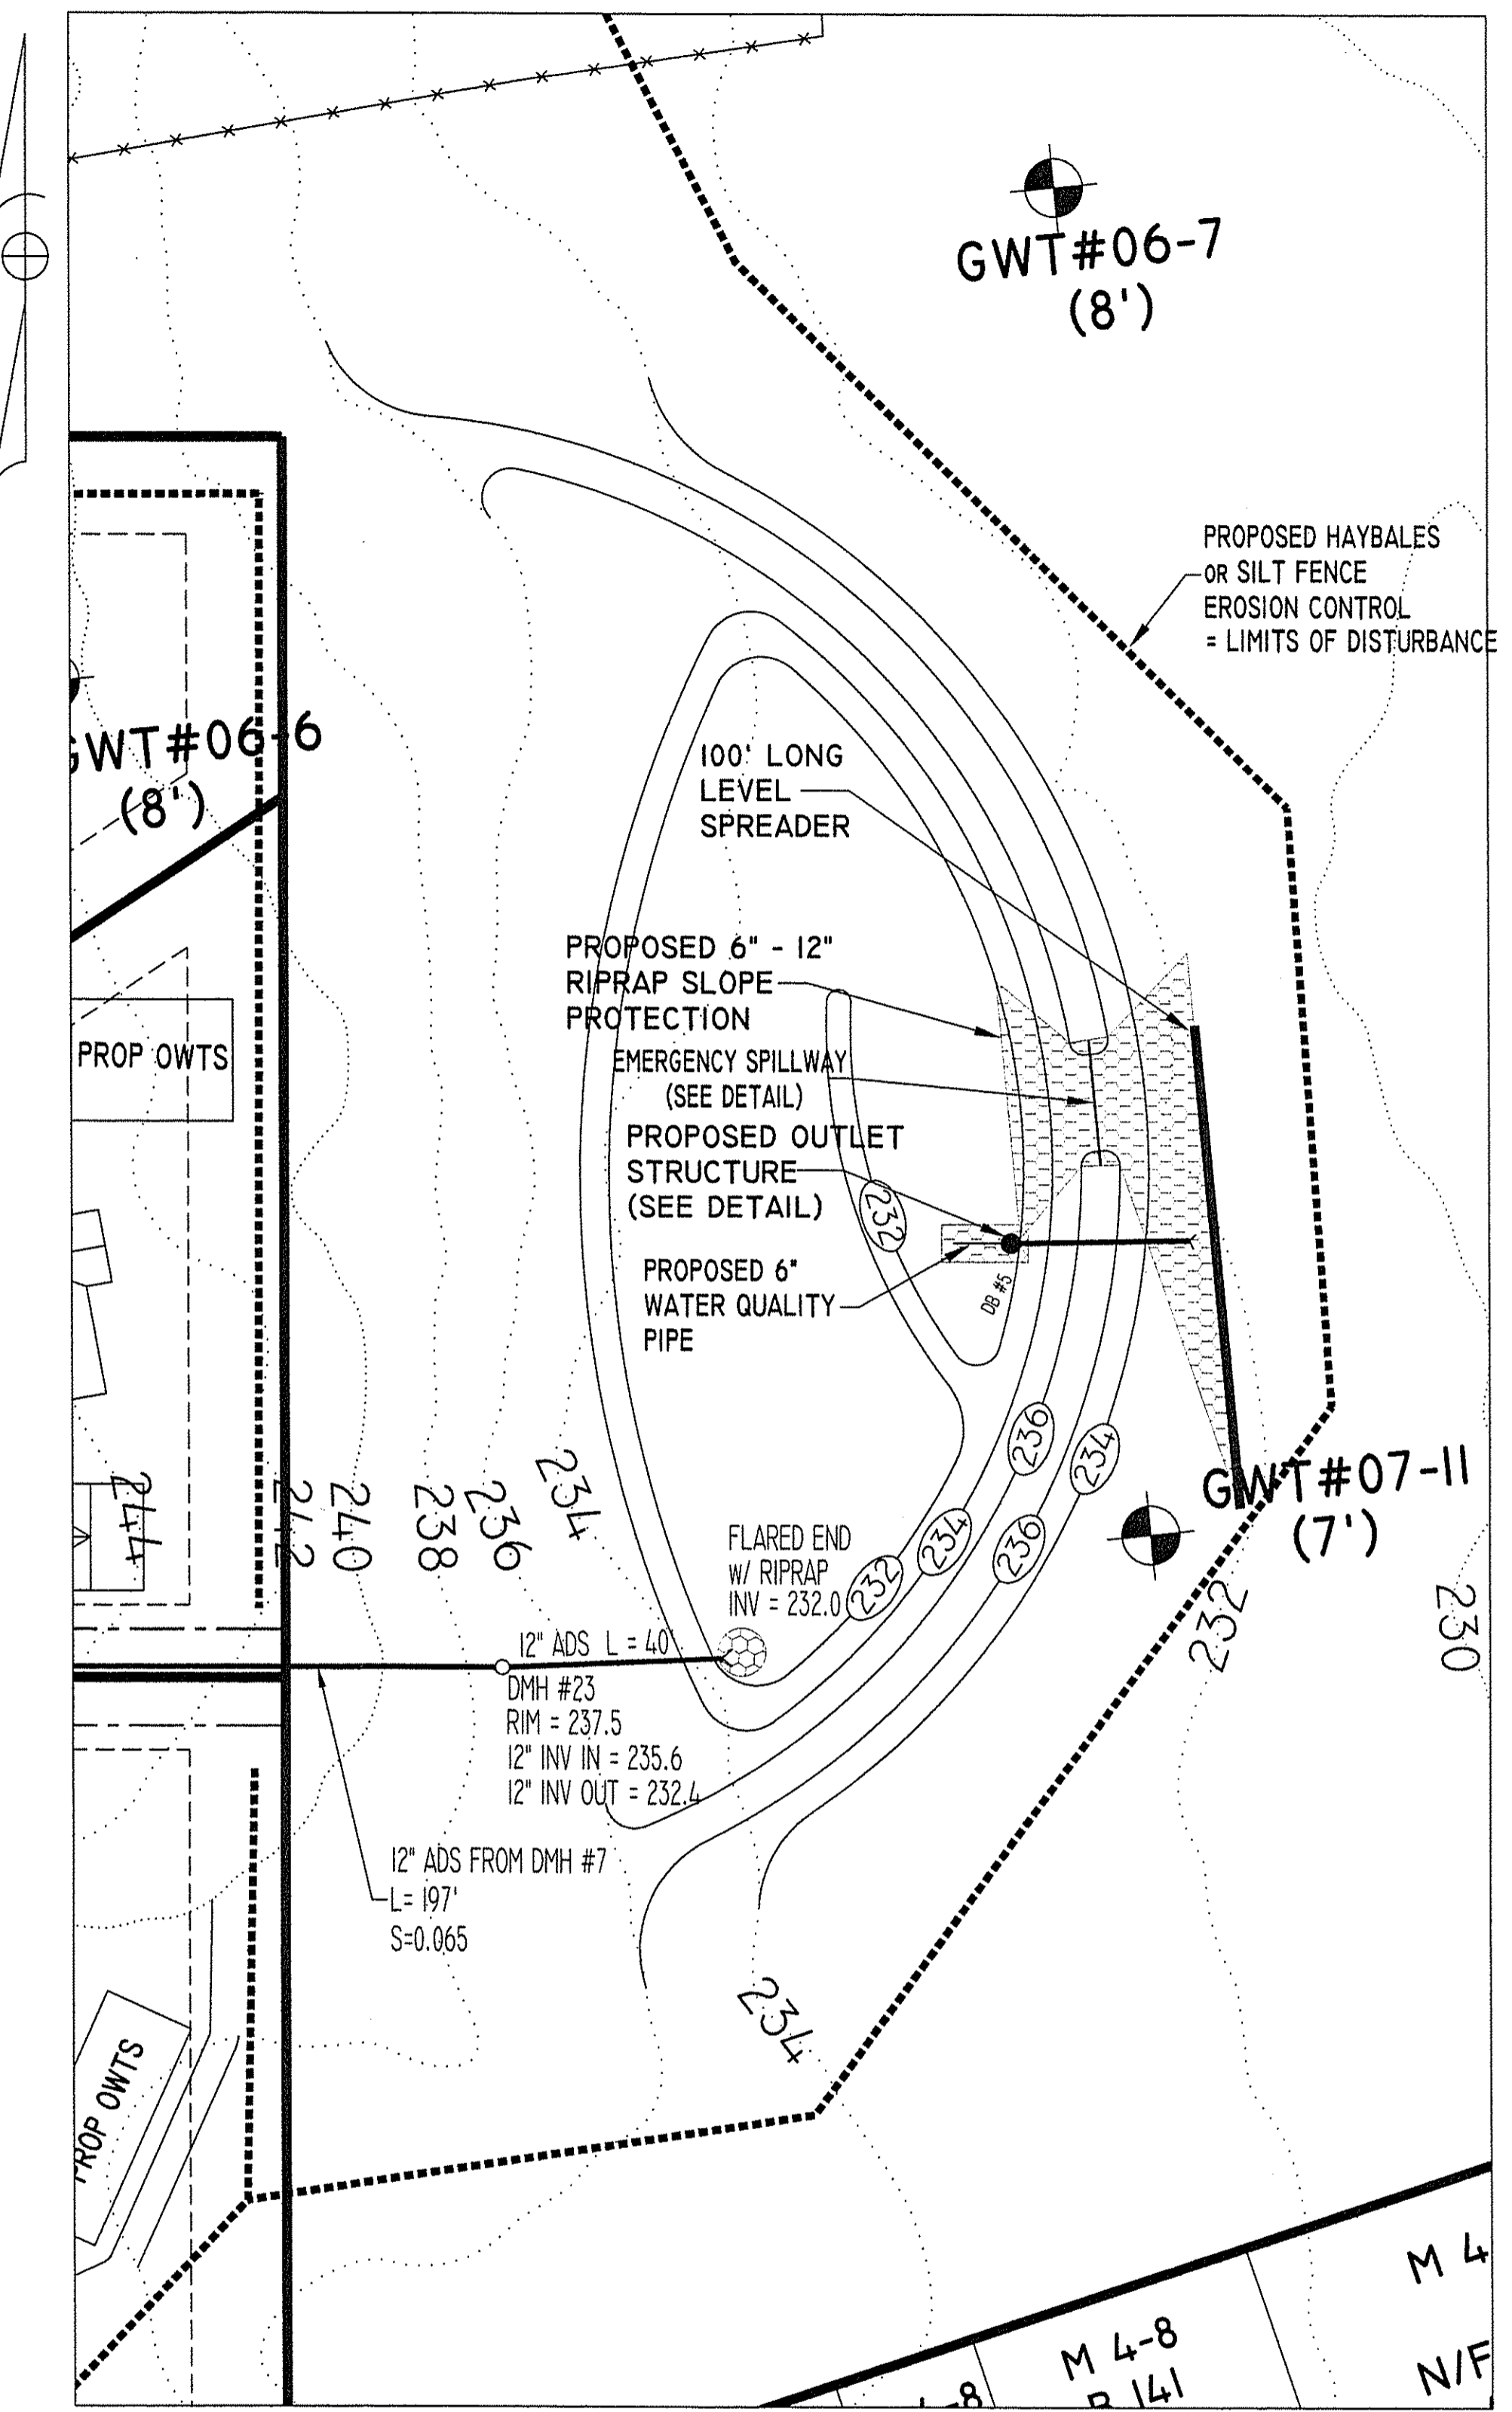 GWT#06-7
(8')
PROPOSED HAYBALES
OR SILT FENCE
EROSION CONTROL
= LIMITS OF DISTURBANCE
GWT#06-6
(8')
100' LONG
LEVEL
SPREADER
PROPOSED 6" - 12"
RIPRAP SLOPE
PROTECTION
EMERGENCY SPILLWAY
(SEE DETAIL)
PROP OWTS
PROPOSED OUTLET
STRUCTURE
(SEE DETAIL)
232
PROPOSED 6"
WATER QUALITY
PIPE
DB #5
236
234
GWT#07-11
(7')
244
242
240
238
236
234
FLARED END
W/ RIPRAP
INV = 232.0
232
234
236
232
230
12" ADS L = 40'
DMH #23
RIM = 237.5
12" INV IN = 235.6
12" INV OUT = 232.4
12" ADS FROM DMH #7
L= 197'
S=0.065
234
PROP OWTS
M 4
M 4-8
N/F
-8
141